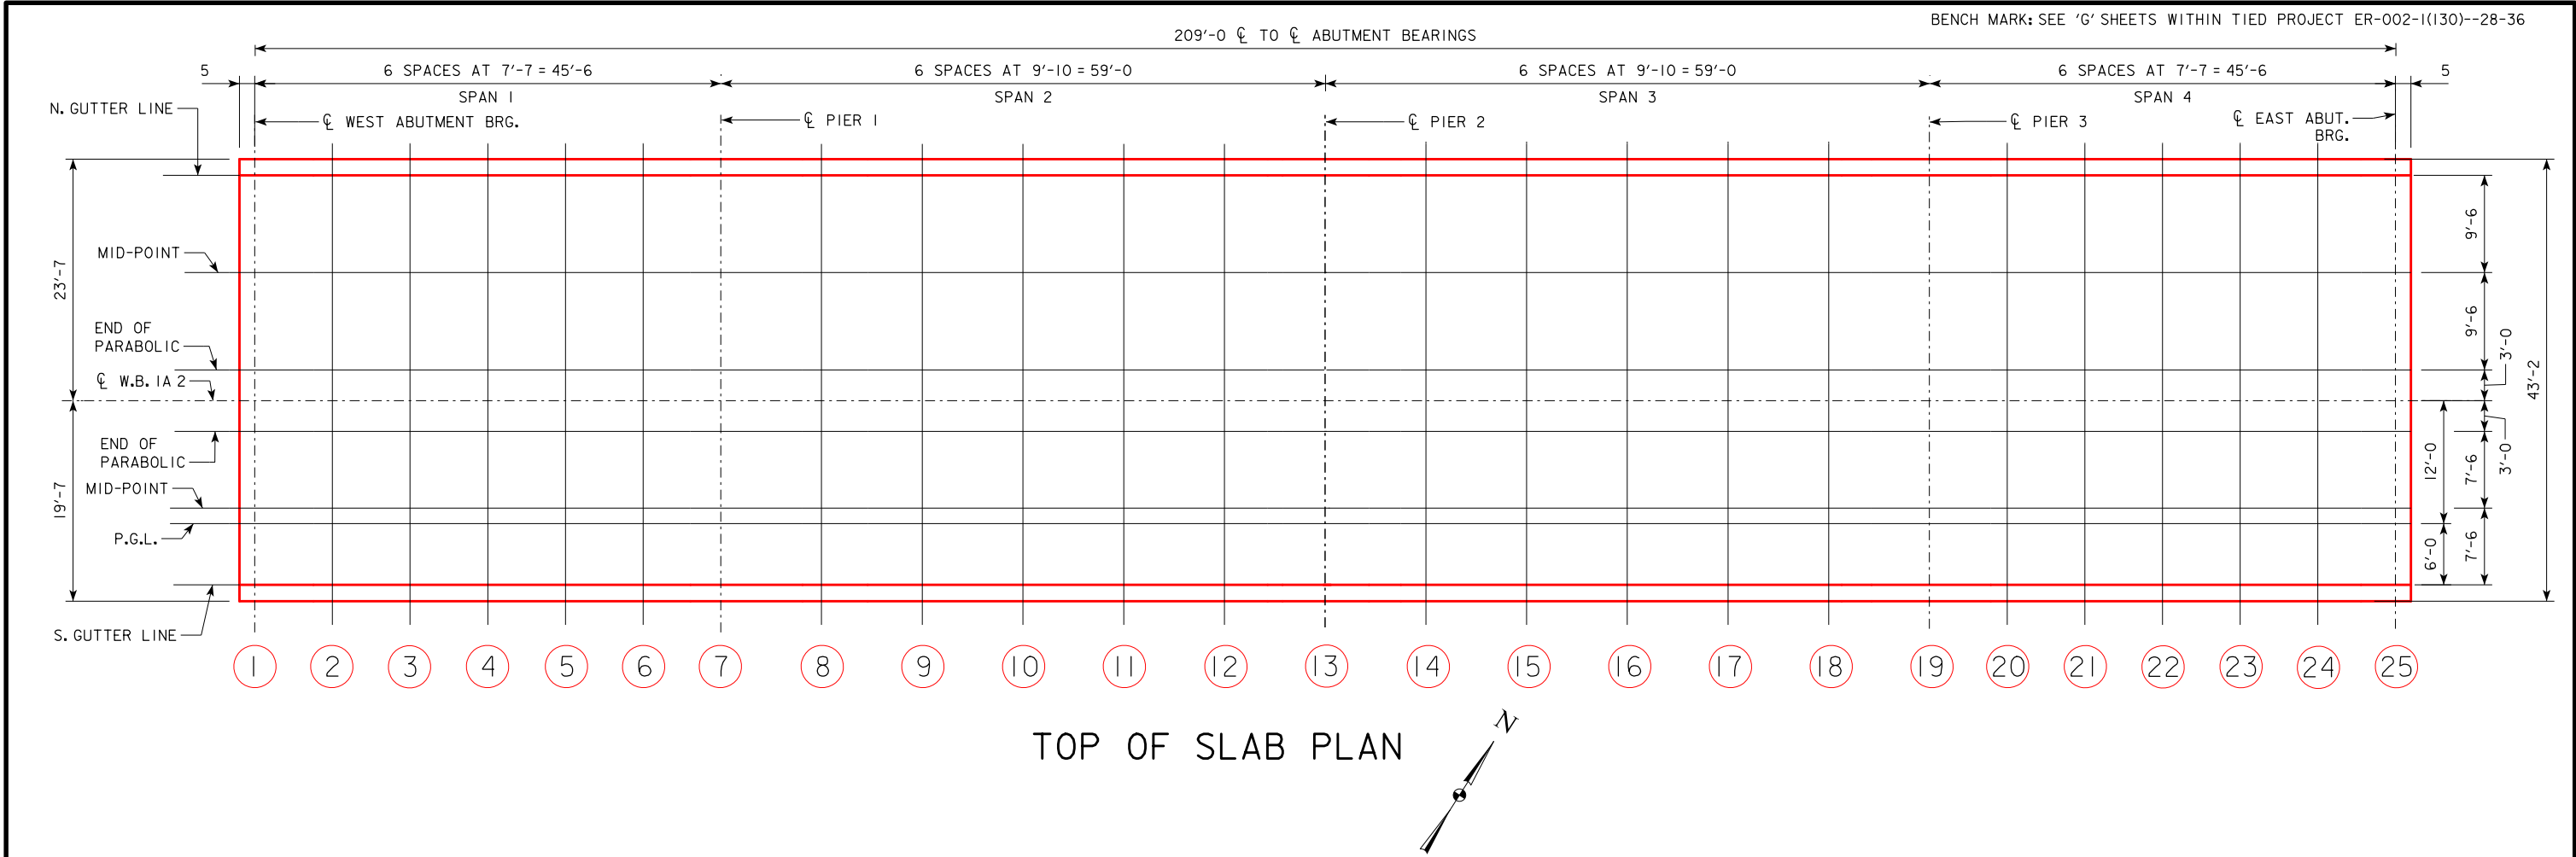 BENCH MARK: SEE 'G' SHEETS WITHIN TIED PROJECT ER-002-1(130)--28-36
209'-0 ℄ TO ℄ ABUTMENT BEARINGS
5
6 SPACES AT 7'-7 = 45'-6
6 SPACES AT 9'-10 = 59'-0
6 SPACES AT 9'-10 = 59'-0
6 SPACES AT 7'-7 = 45'-6
5
SPAN 1
SPAN 2
SPAN 3
SPAN 4
N. GUTTER LINE
℄ WEST ABUTMENT BRG.
℄ PIER 1
℄ PIER 2
℄ PIER 3
℄ EAST ABUT.
BRG.
23'-7
19'-7
MID-POINT
END OF
PARABOLIC
℄ W.B. IA 2
END OF
PARABOLIC
MID-POINT
P.G.L.
S. GUTTER LINE
9'-6
9'-6
3'-0
43'-2
12'-0
7'-6
3'-0
6'-0
7'-6
1
2
3
4
5
6
7
8
9
10
11
12
13
14
15
16
17
18
19
20
21
22
23
24
25
TOP OF SLAB PLAN
N